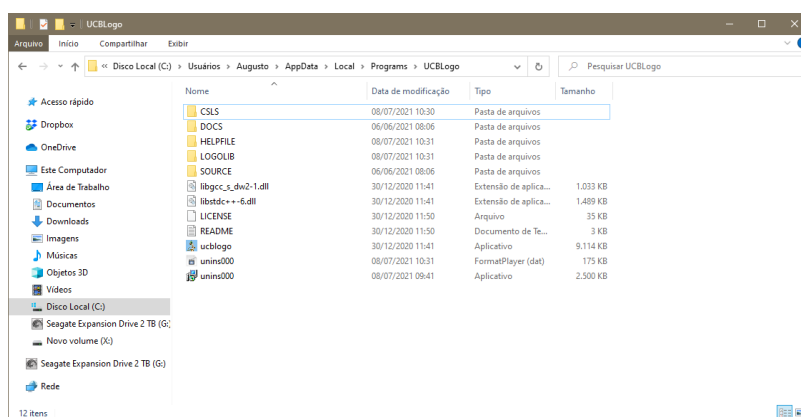 UCBLogo
Arquivo Início Compartilhar Exibir
« Disco Local (C:) > Usuários > Augusto > AppData > Local > Programs > UCBLogo
Pesquisar UCBLogo
Acesso rápido
Dropbox
OneDrive
Este Computador
Área de Trabalho
Documentos
Downloads
Imagens
Músicas
Objetos 3D
Vídeos
Disco Local (C:)
Seagate Expansion Drive 2 TB (G:)
Novo volume (X:)
Seagate Expansion Drive 2 TB (G:)
Rede
Nome Data de modificação Tipo Tamanho
CSLS 08/07/2021 10:30 Pasta de arquivos
DOCS 06/06/2021 08:06 Pasta de arquivos
HELPFILE 08/07/2021 10:31 Pasta de arquivos
LOGOLIB 08/07/2021 10:31 Pasta de arquivos
SOURCE 06/06/2021 08:06 Pasta de arquivos
libgcc_s_dw2-1.dll 30/12/2020 11:41 Extensão de aplica... 1.033 KB
libstdc++-6.dll 30/12/2020 11:41 Extensão de aplica... 1.489 KB
LICENSE 30/12/2020 11:50 Arquivo 35 KB
README 30/12/2020 11:50 Documento de Te... 3 KB
ucblogo 30/12/2020 11:41 Aplicativo 9.114 KB
unins000 08/07/2021 10:31 FormatPlayer (dat) 175 KB
unins000 08/07/2021 09:41 Aplicativo 2.500 KB
12 itens